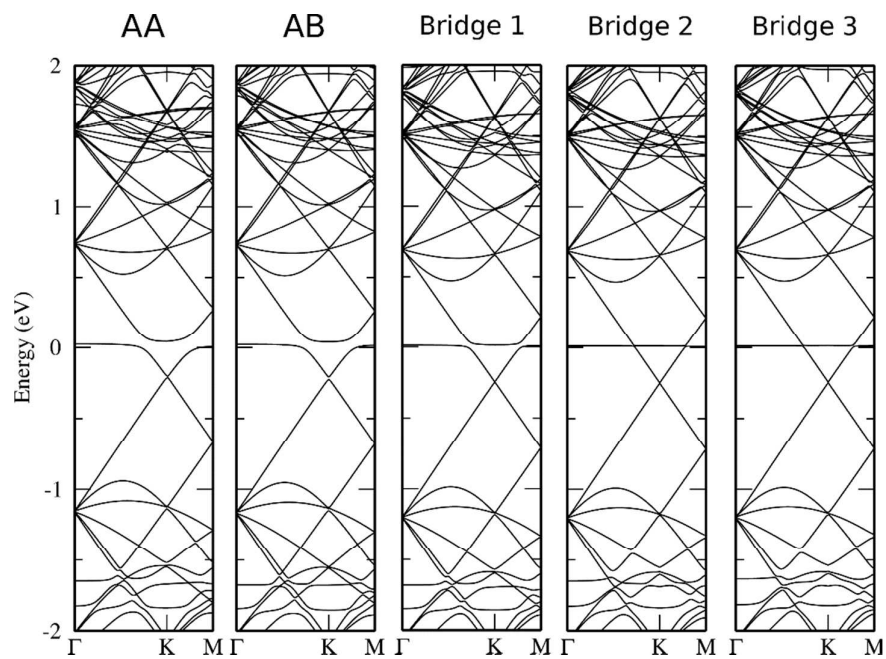 AA AB Bridge 1 Bridge 2 Bridge 3
2
1
0
-1
-2
Energy (eV)
Γ K M Γ K M Γ K M Γ K M Γ K M